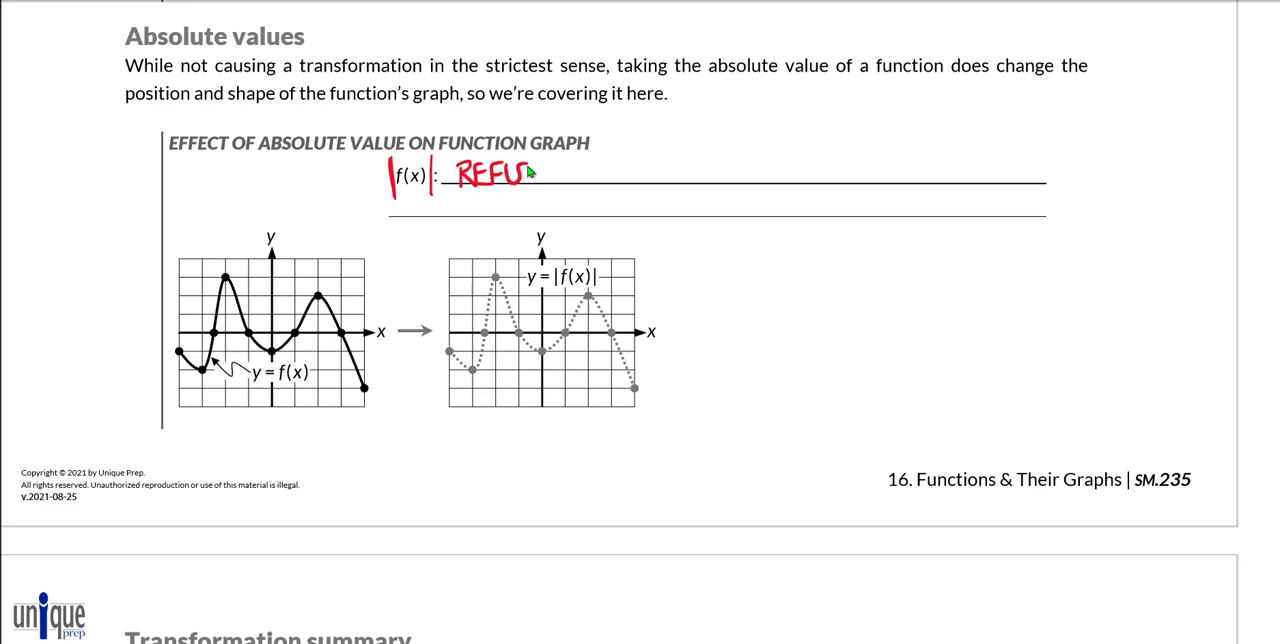 Absolute values
While not causing a transformation in the strictest sense, taking the absolute value of a function does change the
position and shape of the function's graph, so we're covering it here.
EFFECT OF ABSOLUTE VALUE ON FUNCTION GRAPH
|f(x)|: REFU
y
y
y = |f(x)|
x
x
y = f(x)
Copyright © 2021 by Unique Prep.
All rights reserved. Unauthorized reproduction or use of this material is illegal.
v.2021-08-25
16. Functions & Their Graphs | SM.235
unique
prep
Transformation summary